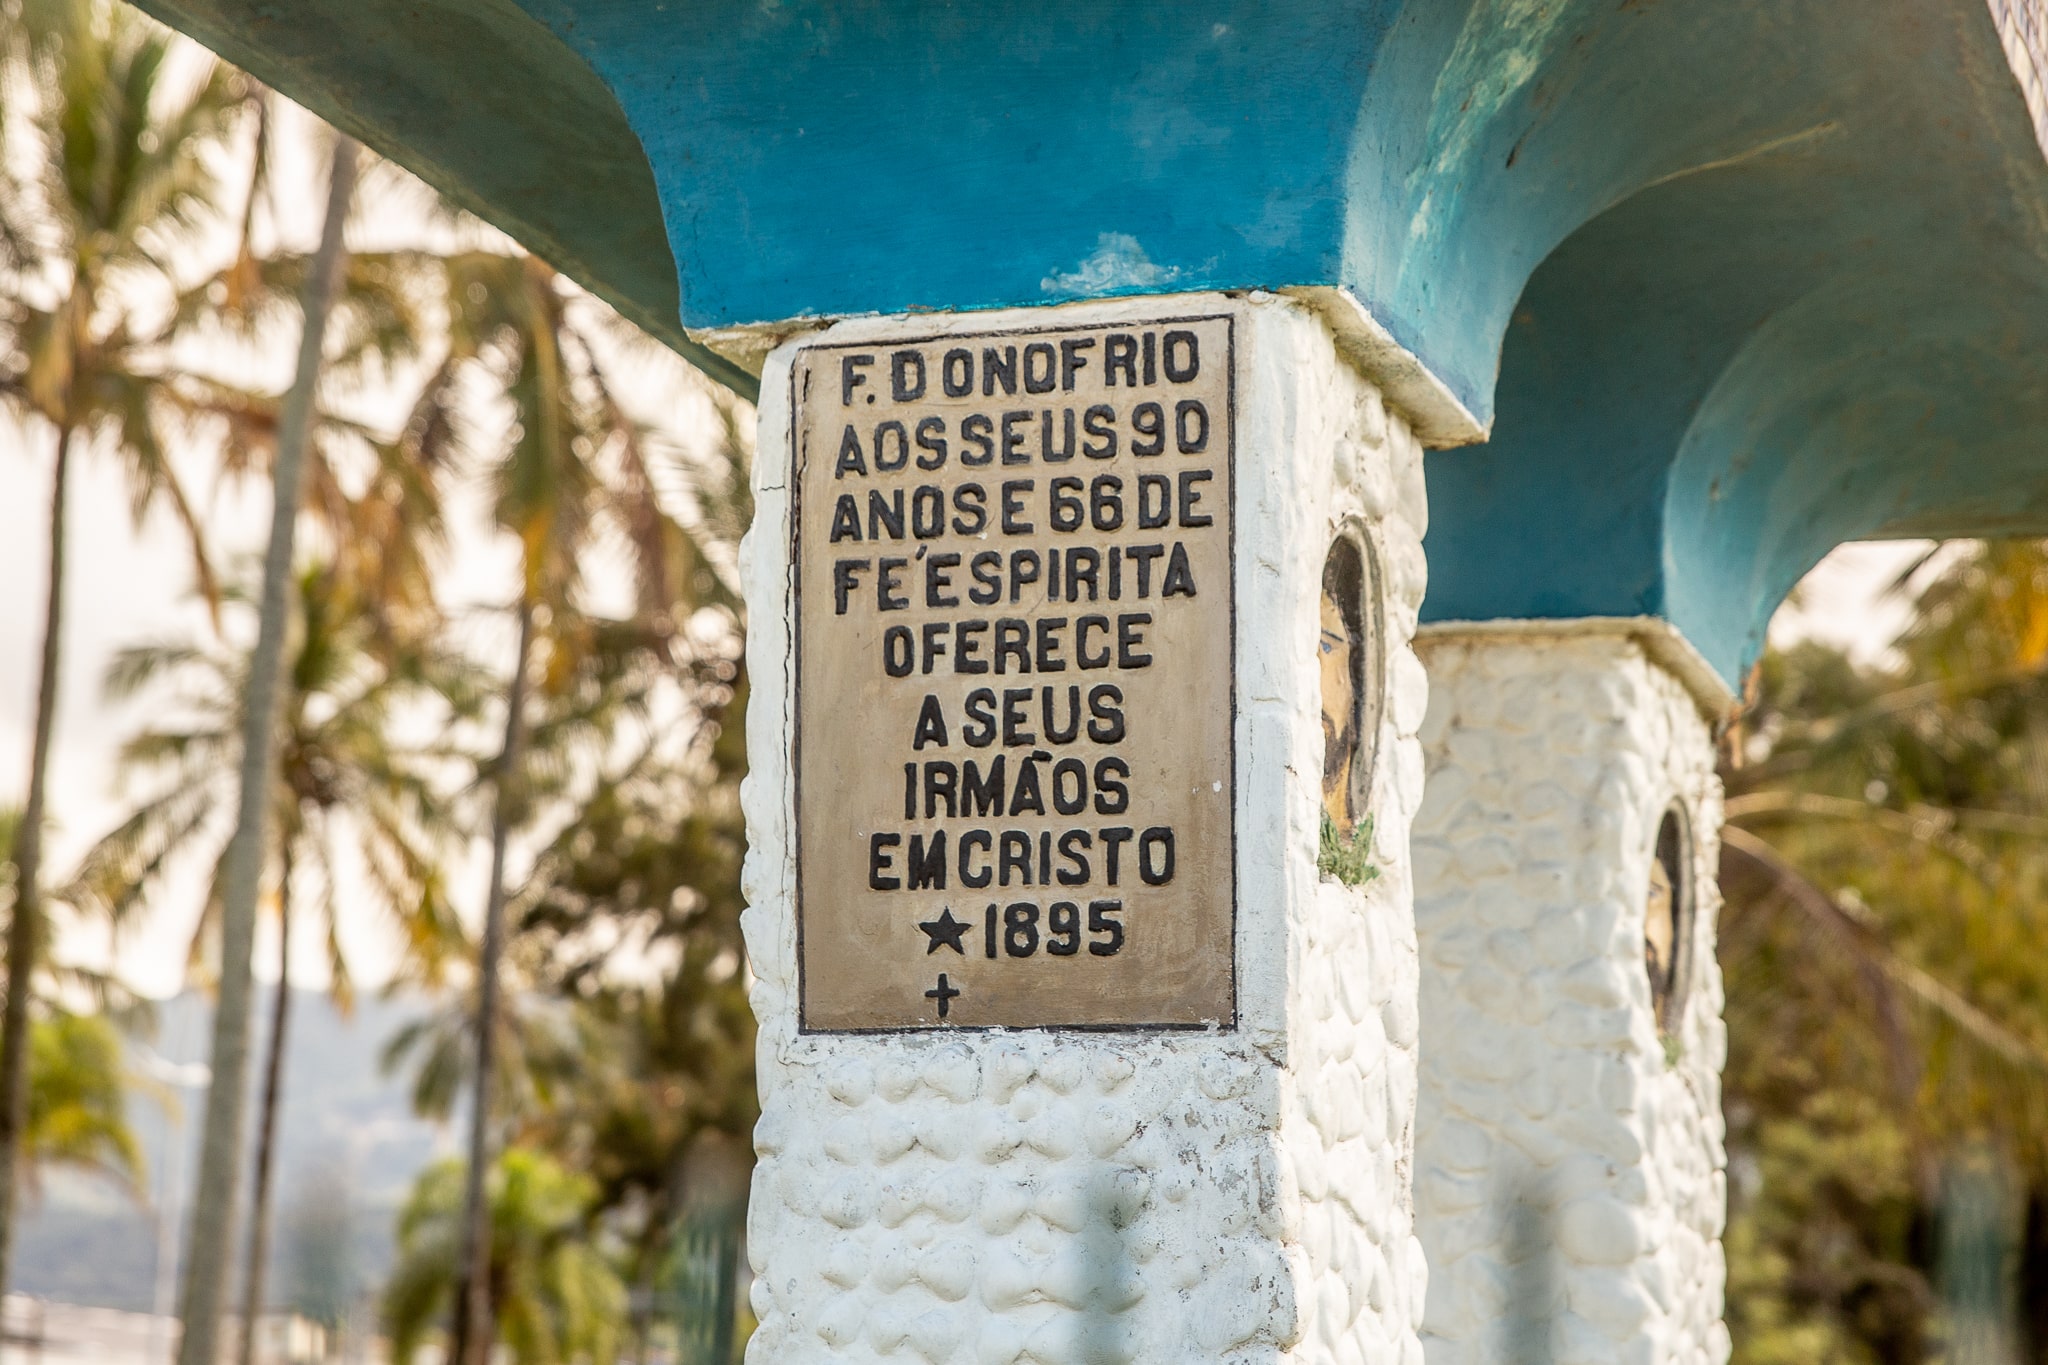 F. D ONOFRIO
AOS SEUS 90
ANOS E 66 DE
FÉ ESPIRITA
OFERECE
A SEUS
IRMÃOS
EM CRISTO
★ 1895
+